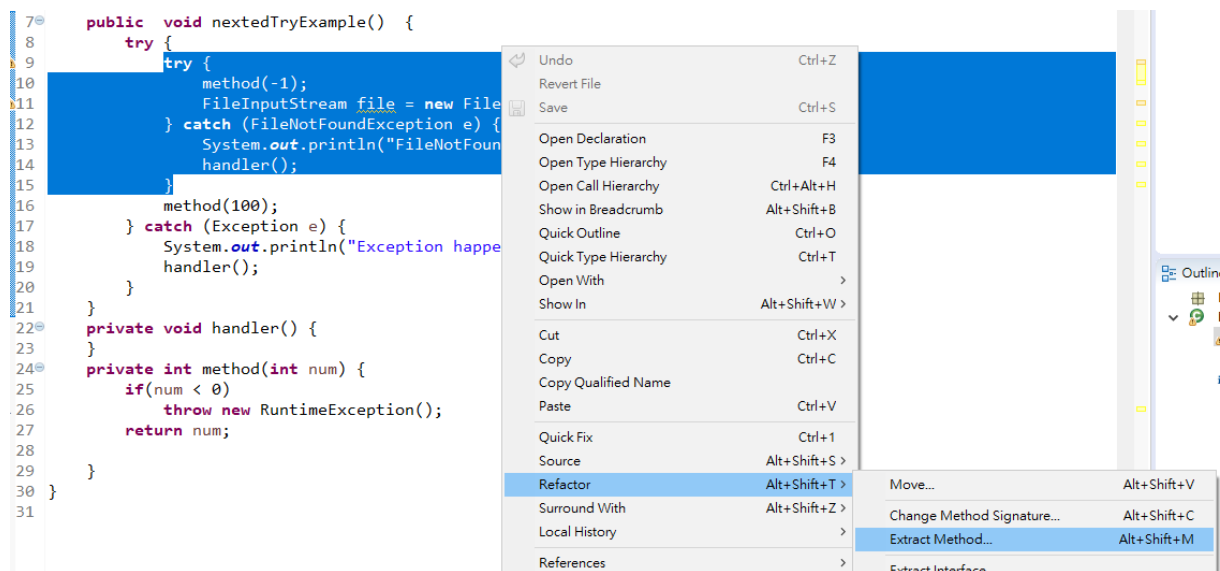 7 public void nextedTryExample() {
8 try {
9 try {
10 method(-1);
11 FileInputStream file = new File
12 } catch (FileNotFoundException e) {
13 System.out.println("FileNotFoun
14 handler();
15 }
16 method(100);
17 } catch (Exception e) {
18 System.out.println("Exception happe
19 handler();
20 }
21 }
22 private void handler() {
23 }
24 private int method(int num) {
25 if(num < 0)
26 throw new RuntimeException();
27 return num;
28
29 }
30 }
31
Undo Ctrl+Z
Revert File
Save Ctrl+S
Open Declaration F3
Open Type Hierarchy F4
Open Call Hierarchy Ctrl+Alt+H
Show in Breadcrumb Alt+Shift+B
Quick Outline Ctrl+O
Quick Type Hierarchy Ctrl+T
Open With >
Show In Alt+Shift+W >
Cut Ctrl+X
Copy Ctrl+C
Copy Qualified Name
Paste Ctrl+V
Quick Fix Ctrl+1
Source Alt+Shift+S >
Refactor Alt+Shift+T >
Surround With Alt+Shift+Z >
Local History >
References >
Move... Alt+Shift+V
Change Method Signature... Alt+Shift+C
Extract Method... Alt+Shift+M
Extract Interface
Outlin